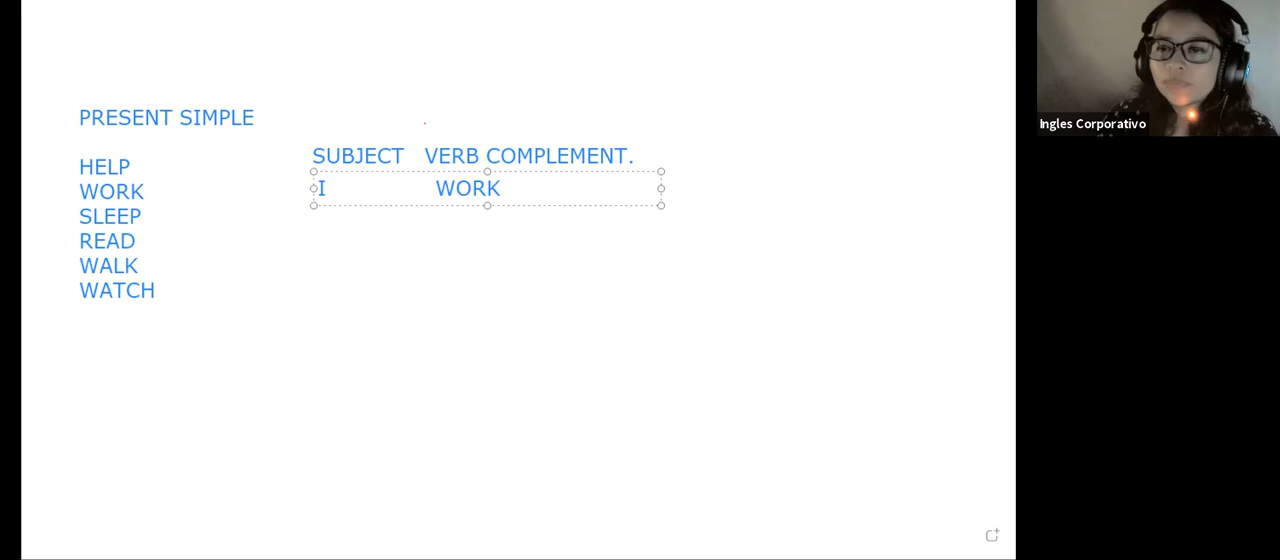 PRESENT SIMPLE
HELP
WORK
SLEEP
READ
WALK
WATCH
SUBJECT VERB COMPLEMENT.
I WORK
Ingles Corporativo